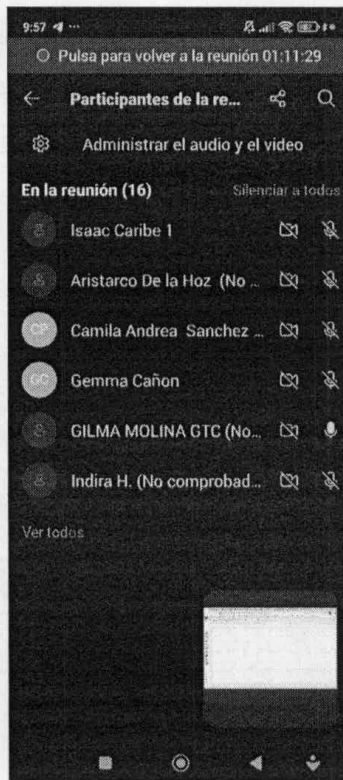 9:57
Pulsa para volver a la reunión 01:11:29
Participantes de la re...
Administrar el audio y el video
En la reunión (16) Silenciar a todos
Isaac Caribe 1
Aristarco De la Hoz (No ...
CP Camila Andrea Sanchez ...
GC Gemma Cañon
GILMA MOLINA GTC (No...
Indira H. (No comprobad...
Ver todos